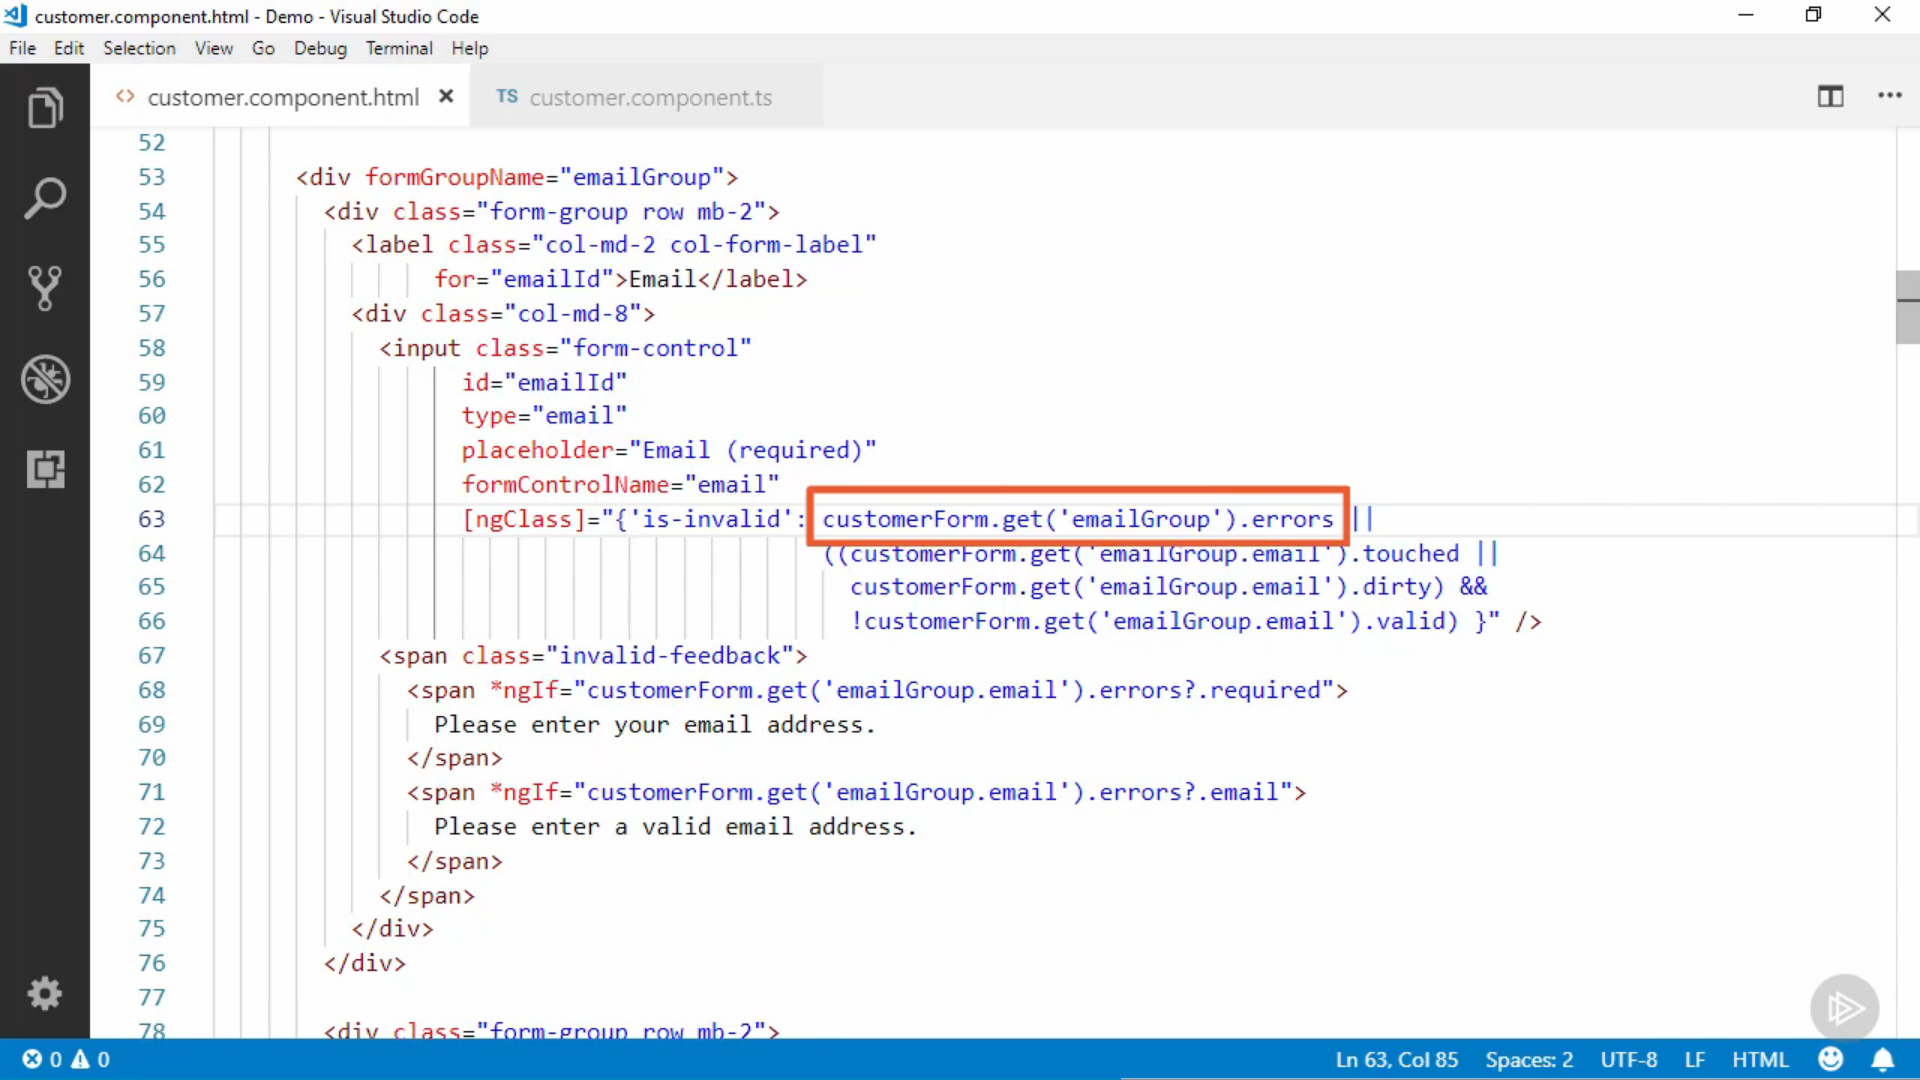 customer.component.html - Demo - Visual Studio Code
File Edit Selection View Go Debug Terminal Help
<> customer.component.html TS customer.component.ts
52
53 <div formGroupName="emailGroup">
54 <div class="form-group row mb-2">
55 <label class="col-md-2 col-form-label"
56 for="emailId">Email</label>
57 <div class="col-md-8">
58 <input class="form-control"
59 id="emailId"
60 type="email"
61 placeholder="Email (required)"
62 formControlName="email"
63 [ngClass]="{'is-invalid': customerForm.get('emailGroup').errors ||
64 ((customerForm.get('emailGroup.email').touched ||
65 customerForm.get('emailGroup.email').dirty) &&
66 !customerForm.get('emailGroup.email').valid) }" />
67 <span class="invalid-feedback">
68 <span *ngIf="customerForm.get('emailGroup.email').errors?.required">
69 Please enter your email address.
70 </span>
71 <span *ngIf="customerForm.get('emailGroup.email').errors?.email">
72 Please enter a valid email address.
73 </span>
74 </span>
75 </div>
76 </div>
77
78 <div class="form-group row mb-2">
0 0 Ln 63, Col 85 Spaces: 2 UTF-8 LF HTML